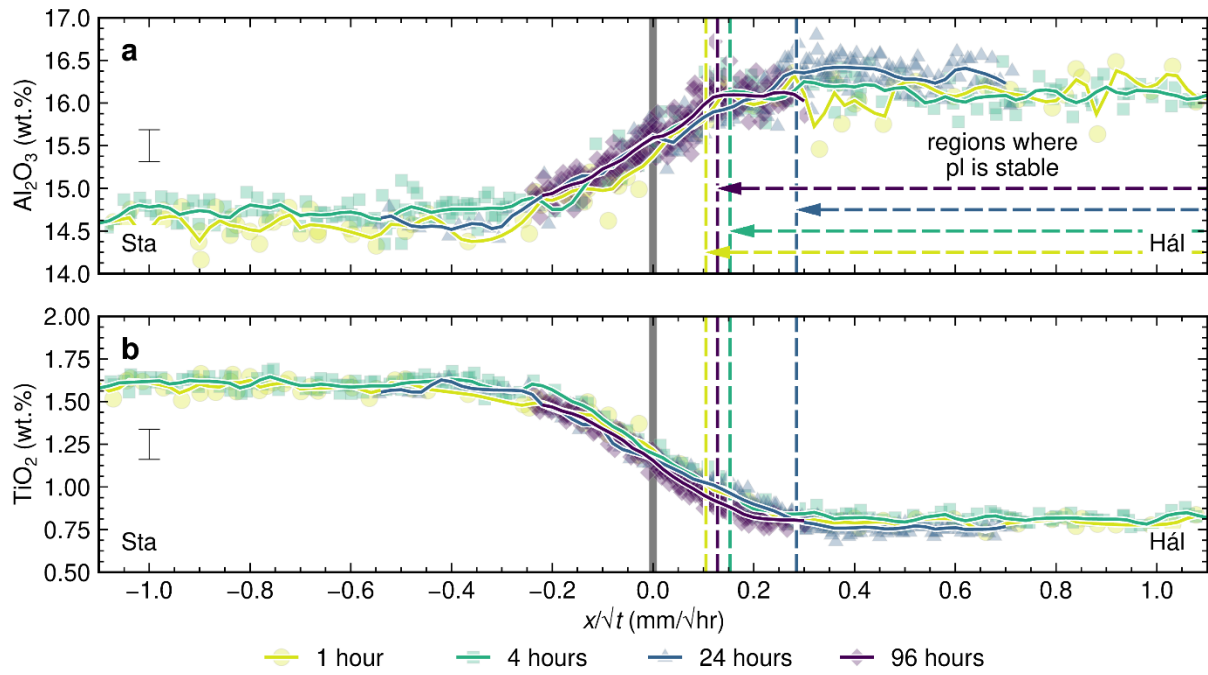 a
17.0
16.5
16.0
15.5
15.0
14.5
14.0
Al₂O₃ (wt.%)
regions where
pl is stable
Sta
Hál
b
2.00
1.75
1.50
1.25
1.00
0.75
0.50
TiO₂ (wt.%)
Sta
Hál
−1.0 −0.8 −0.6 −0.4 −0.2 0.0 0.2 0.4 0.6 0.8 1.0
x/√t (mm/√hr)
1 hour 4 hours 24 hours 96 hours